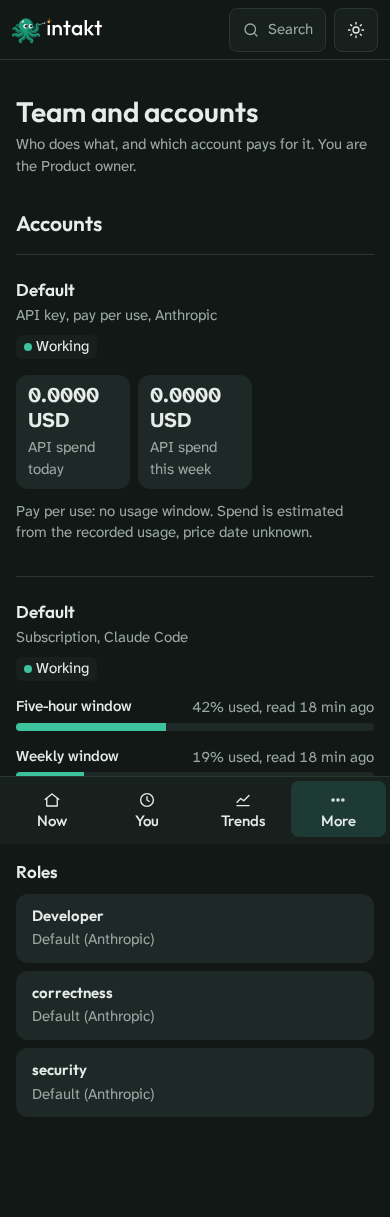 intakt
Search
Team and accounts
Who does what, and which account pays for it. You are
the Product owner.
Accounts
Default
API key, pay per use, Anthropic
Working
0.0000
USD
API spend
today
0.0000
USD
API spend
this week
Pay per use: no usage window. Spend is estimated
from the recorded usage, price date unknown.
Default
Subscription, Claude Code
Working
Five-hour window
42% used, read 18 min ago
Weekly window
19% used, read 18 min ago
Now
You
Trends
More
Roles
Developer
Default (Anthropic)
correctness
Default (Anthropic)
security
Default (Anthropic)